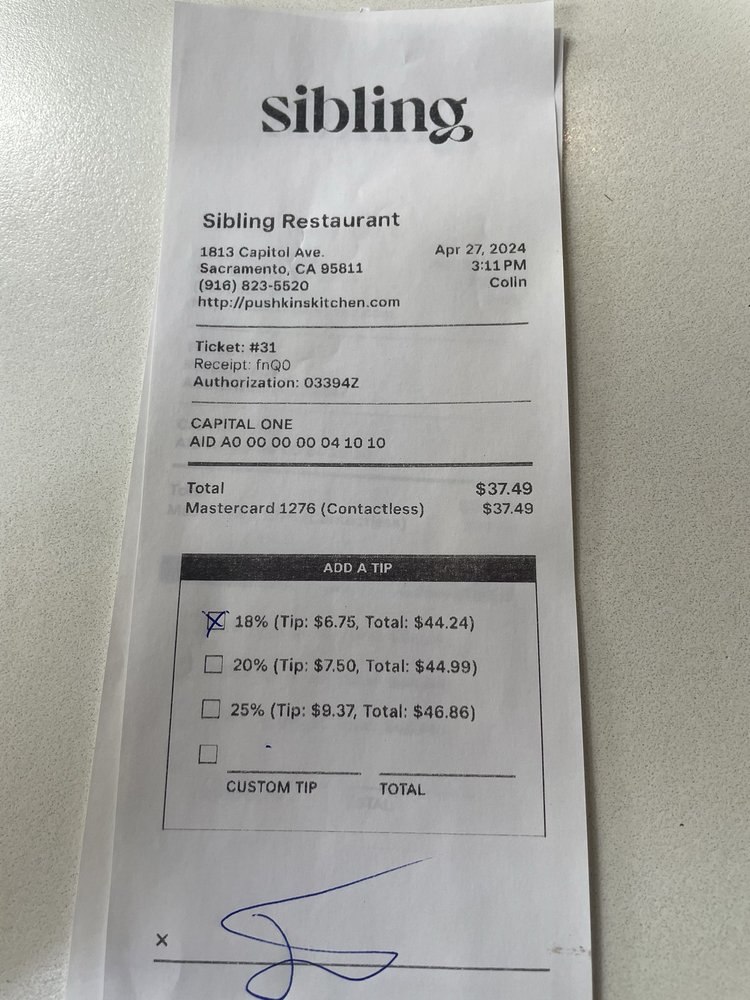 sibling
Sibling Restaurant
1813 Capitol Ave. Apr 27, 2024
Sacramento, CA 95811 3:11 PM
(916) 823-5520 Colin
http://pushkinskitchen.com
Ticket: #31
Receipt: fnQ0
Authorization: 03394Z
CAPITAL ONE
AID A0 00 00 00 04 10 10
Total $37.49
Mastercard 1276 (Contactless) $37.49
ADD A TIP
18% (Tip: $6.75, Total: $44.24)
20% (Tip: $7.50, Total: $44.99)
25% (Tip: $9.37, Total: $46.86)
CUSTOM TIP TOTAL
x